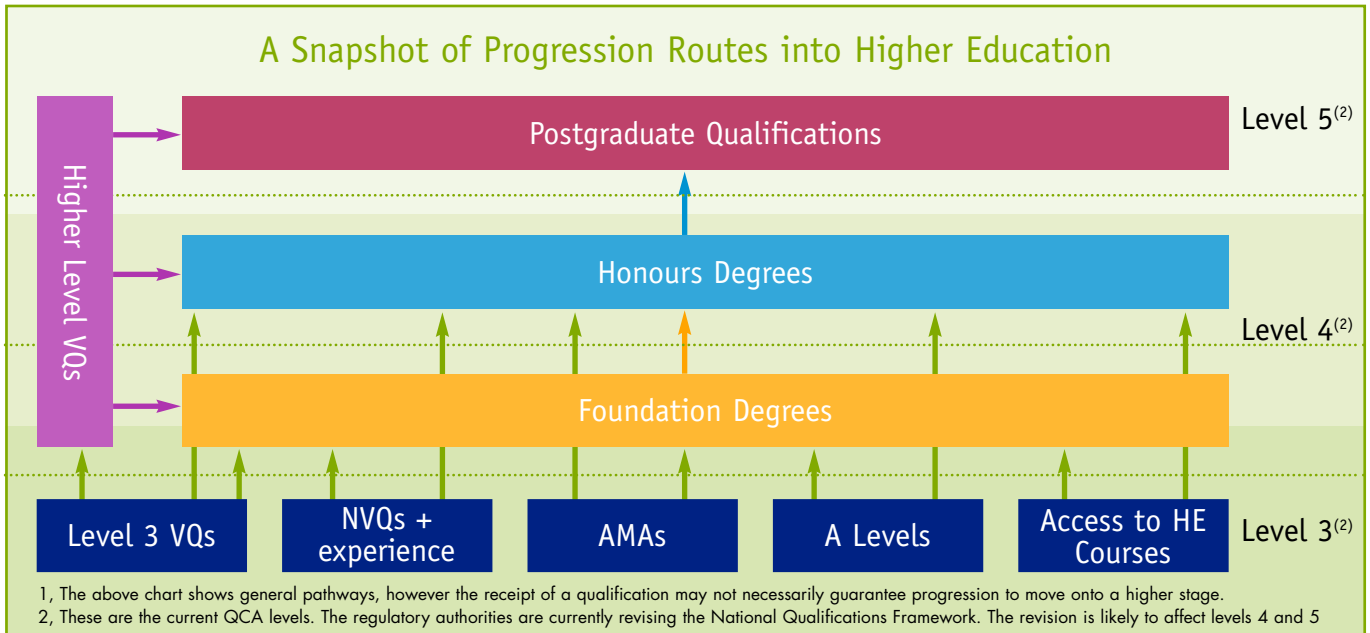 A Snapshot of Progression Routes into Higher Education
Higher Level VQs
Postgraduate Qualifications
Level 5(2)
Honours Degrees
Level 4(2)
Foundation Degrees
Level 3 VQs
NVQs +
experience
AMAs
A Levels
Access to HE
Courses
Level 3(2)
1, The above chart shows general pathways, however the receipt of a qualification may not necessarily guarantee progression to move onto a higher stage.
2, These are the current QCA levels. The regulatory authorities are currently revising the National Qualifications Framework. The revision is likely to affect levels 4 and 5